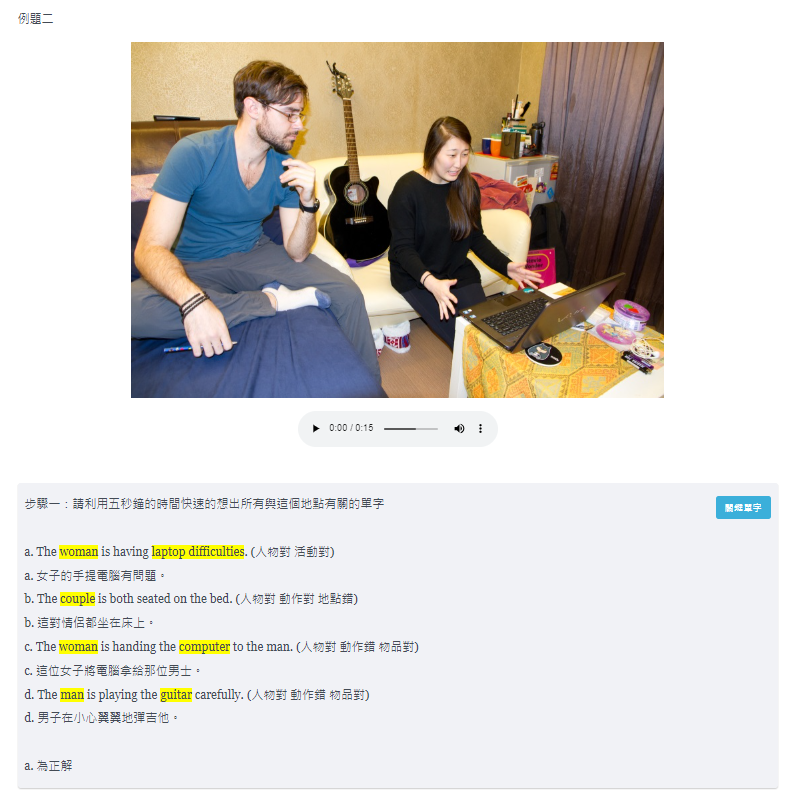 例題二
0:00 / 0:15
步驟一：請利用五秒鐘的時間快速的想出所有與這個地點有關的單字
關鍵單字
a. The woman is having laptop difficulties. (人物對 活動對)
a. 女子的手提電腦有問題。
b. The couple is both seated on the bed. (人物對 動作對 地點錯)
b. 這對情侶都坐在床上。
c. The woman is handing the computer to the man. (人物對 動作錯 物品對)
c. 這位女子將電腦拿給那位男士。
d. The man is playing the guitar carefully. (人物對 動作錯 物品對)
d. 男子在小心翼翼地彈吉他。
a. 為正解